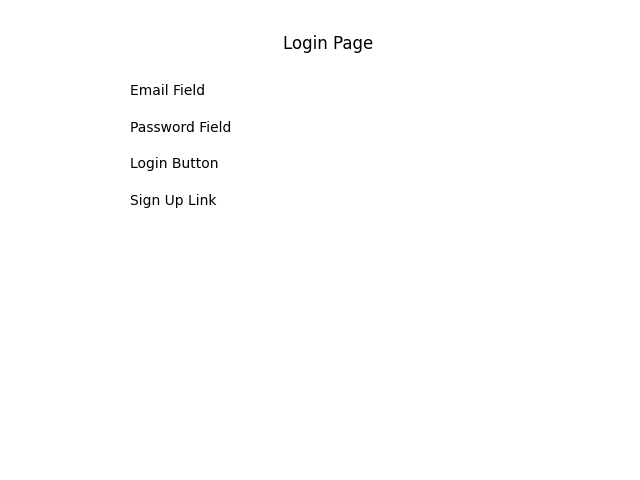 Login Page
Email Field
Password Field
Login Button
Sign Up Link